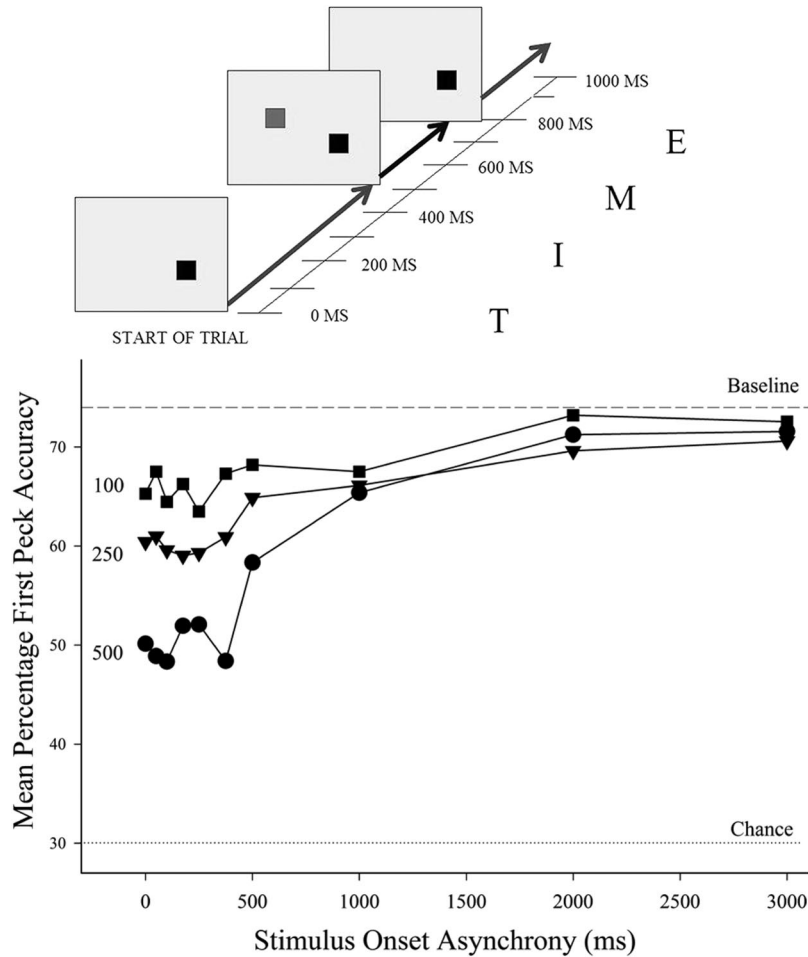 1000 MS
800 MS
E
600 MS
M
400 MS
I
200 MS
0 MS
T
START OF TRIAL
Mean Percentage First Peck Accuracy
Baseline
70
100
60
250
50
500
40
Chance
30
0
500
1000
1500
2000
2500
3000
Stimulus Onset Asynchrony (ms)